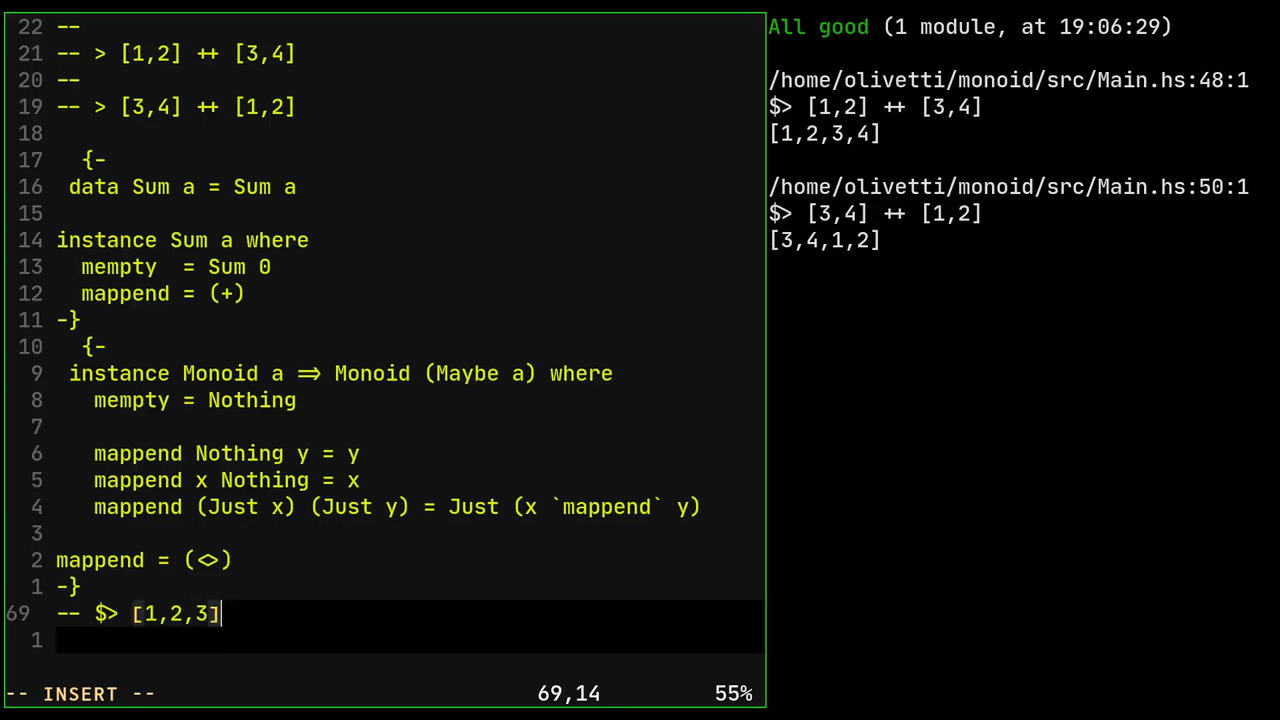 22 --
21 -- > [1,2] ++ [3,4]
20 --
19 -- > [3,4] ++ [1,2]
18
17   {-
16  data Sum a = Sum a
15
14 instance Sum a where
13   mempty  = Sum 0
12   mappend = (+)
11 -}
10   {-
9  instance Monoid a => Monoid (Maybe a) where
8    mempty = Nothing
7
6    mappend Nothing y = y
5    mappend x Nothing = x
4    mappend (Just x) (Just y) = Just (x `mappend` y)
3
2 mappend = (<>)
1 -}
69 -- $> [1,2,3]
1
-- INSERT -- 69,14 55%
All good (1 module, at 19:06:29)
/home/olivetti/monoid/src/Main.hs:48:1
$> [1,2] ++ [3,4]
[1,2,3,4]
/home/olivetti/monoid/src/Main.hs:50:1
$> [3,4] ++ [1,2]
[3,4,1,2]